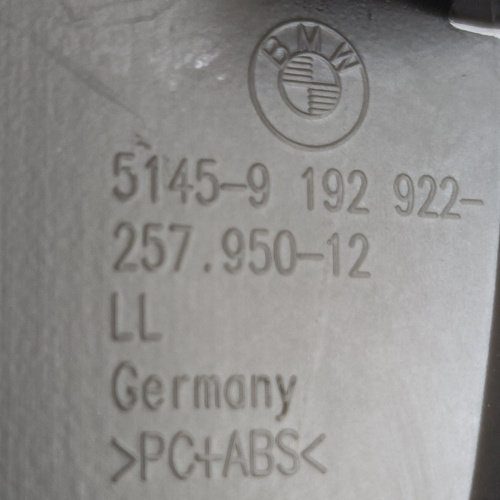 BMW
5145-9 192 922-
257.950-12
LL
Germany
>PC+ABS<